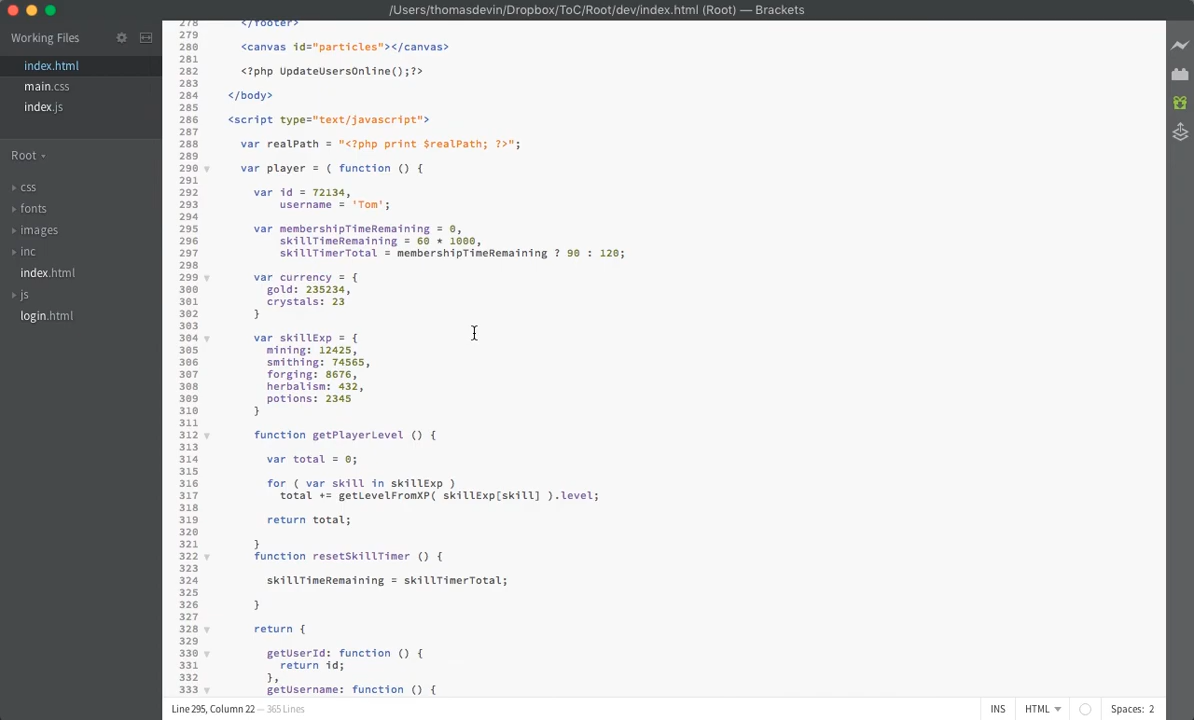 /Users/thomasdevin/Dropbox/ToC/Root/dev/index.html (Root) — Brackets
Working Files
index.html
main.css
index.js
Root
css
fonts
images
inc
index.html
js
login.html
278 </footer>
279
280 <canvas id="particles"></canvas>
281
282 <?php UpdateUsersOnline();?>
283
284 </body>
285
286 <script type="text/javascript">
287
288 var realPath = "<?php print $realPath; ?>";
289
290 var player = ( function () {
291
292 var id = 72134,
293 username = 'Tom';
294
295 var membershipTimeRemaining = 0,
296 skillTimeRemaining = 60 * 1000,
297 skillTimerTotal = membershipTimeRemaining ? 90 : 120;
298
299 var currency = {
300 gold: 235234,
301 crystals: 23
302 }
303
304 var skillExp = {
305 mining: 12425,
306 smithing: 74565,
307 forging: 8676,
308 herbalism: 432,
309 potions: 2345
310 }
311
312 function getPlayerLevel () {
313
314 var total = 0;
315
316 for ( var skill in skillExp )
317 total += getLevelFromXP( skillExp[skill] ).level;
318
319 return total;
320
321 }
322 function resetSkillTimer () {
323
324 skillTimeRemaining = skillTimerTotal;
325
326 }
327
328 return {
329
330 getUserId: function () {
331 return id;
332 },
333 getUsername: function () {
Line 295, Column 22 — 365 Lines
INS
HTML
Spaces: 2